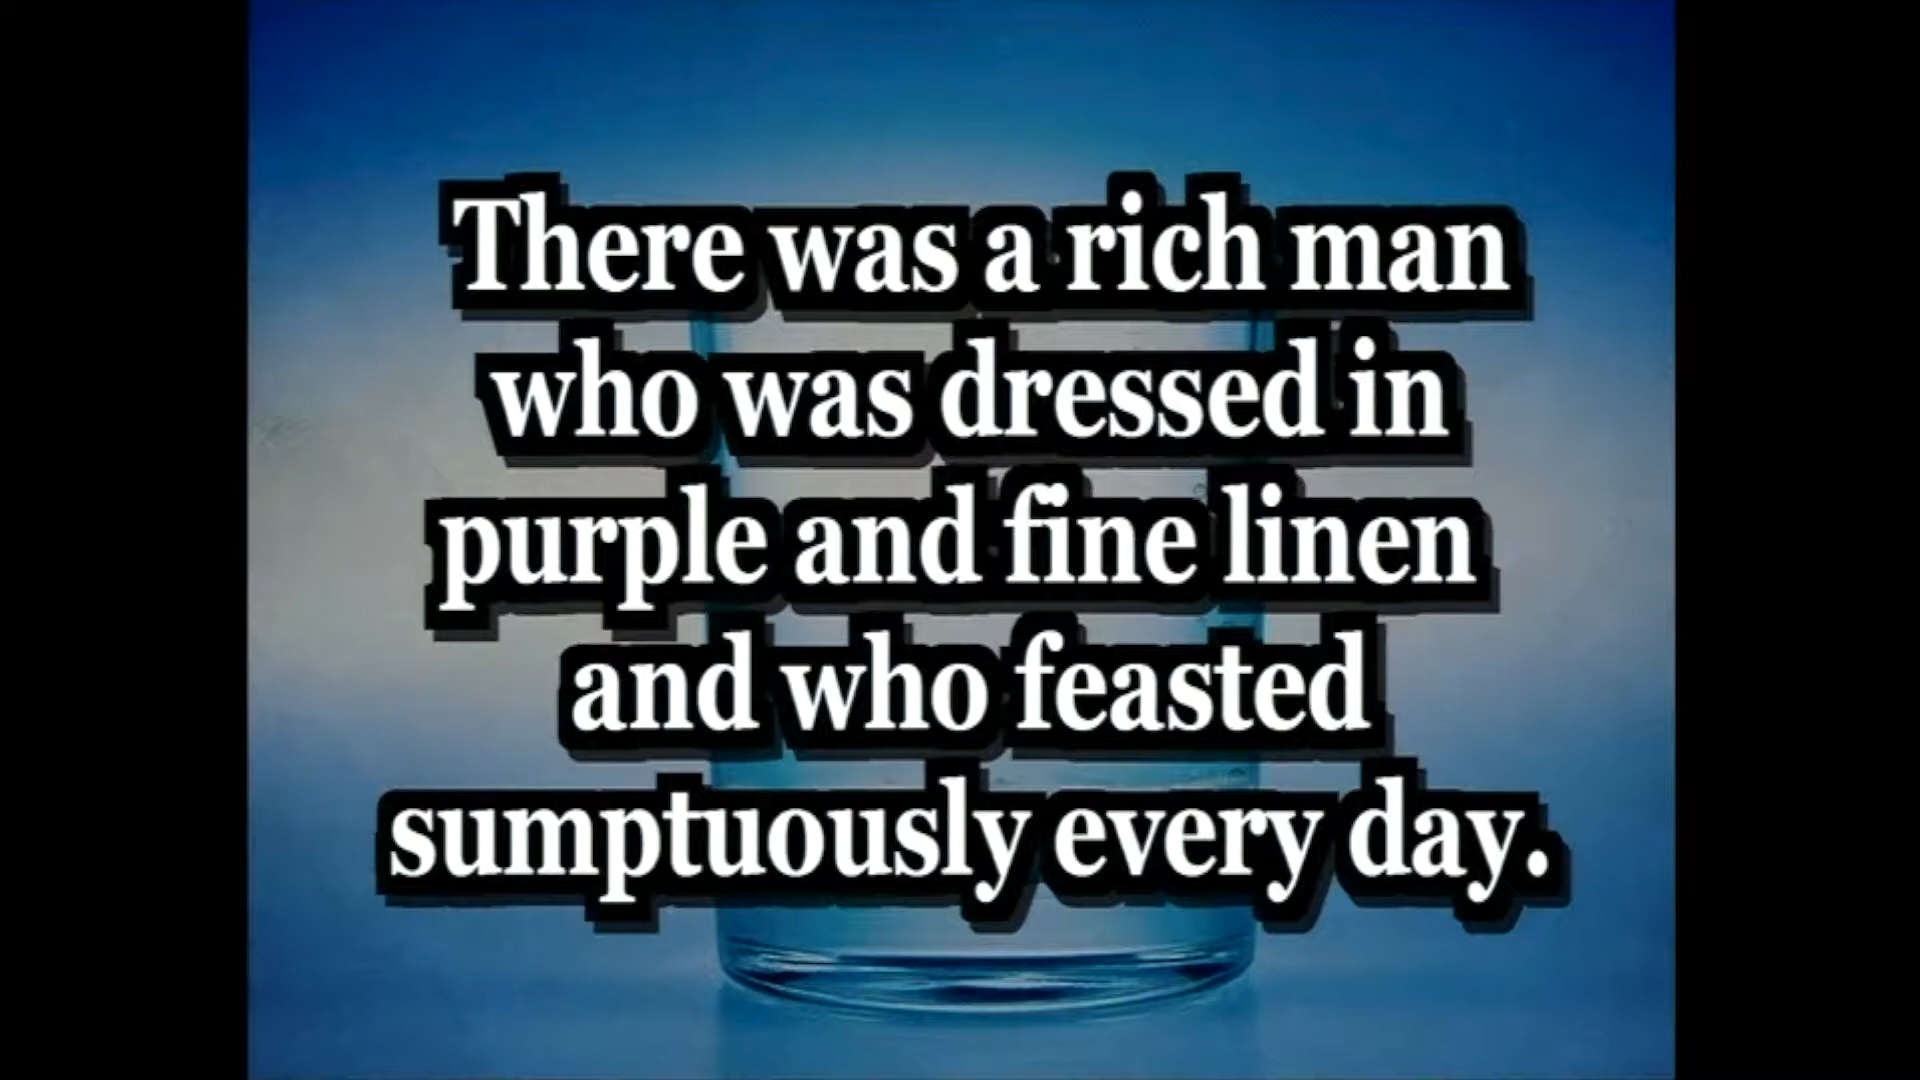 There was a rich man
who was dressed in
purple and fine linen
and who feasted
sumptuously every day.